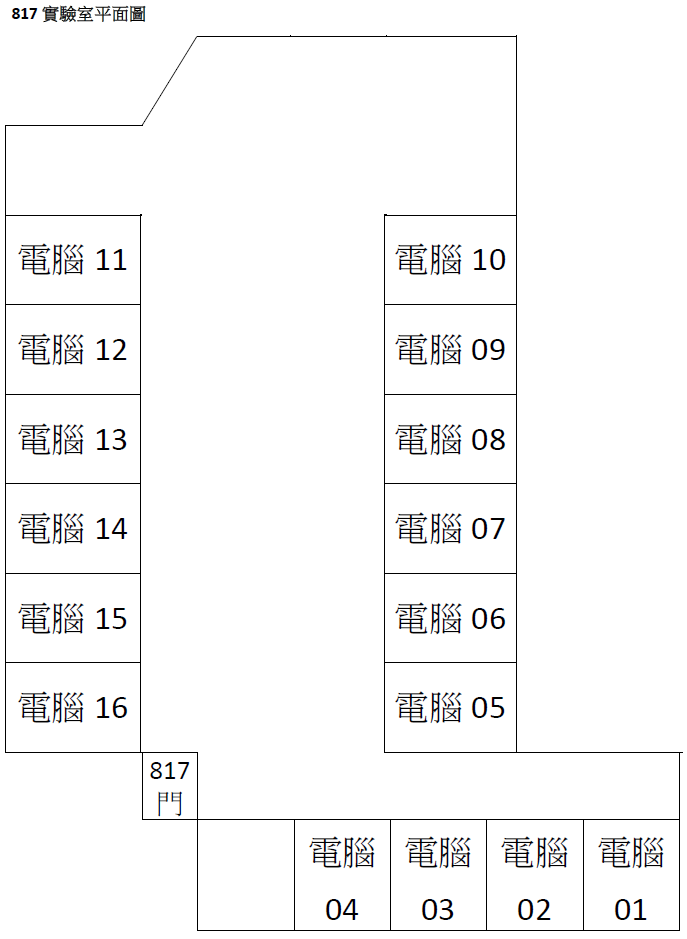 817 實驗室平面圖
電腦 11
電腦 10
電腦 12
電腦 09
電腦 13
電腦 08
電腦 14
電腦 07
電腦 15
電腦 06
電腦 16
電腦 05
817
門
電腦
04
電腦
03
電腦
02
電腦
01